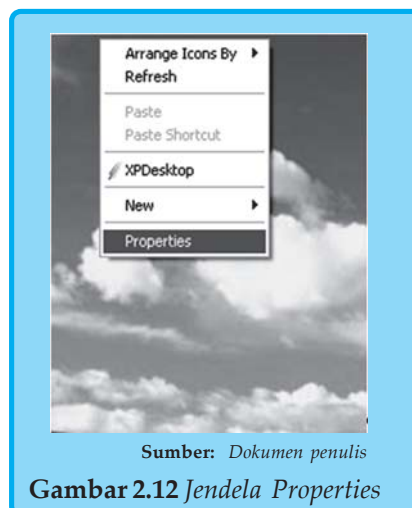 Arrange Icons By
Refresh
Paste
Paste Shortcut
XPDesktop
New
Properties
Sumber: Dokumen penulis
Gambar 2.12 Jendela Properties